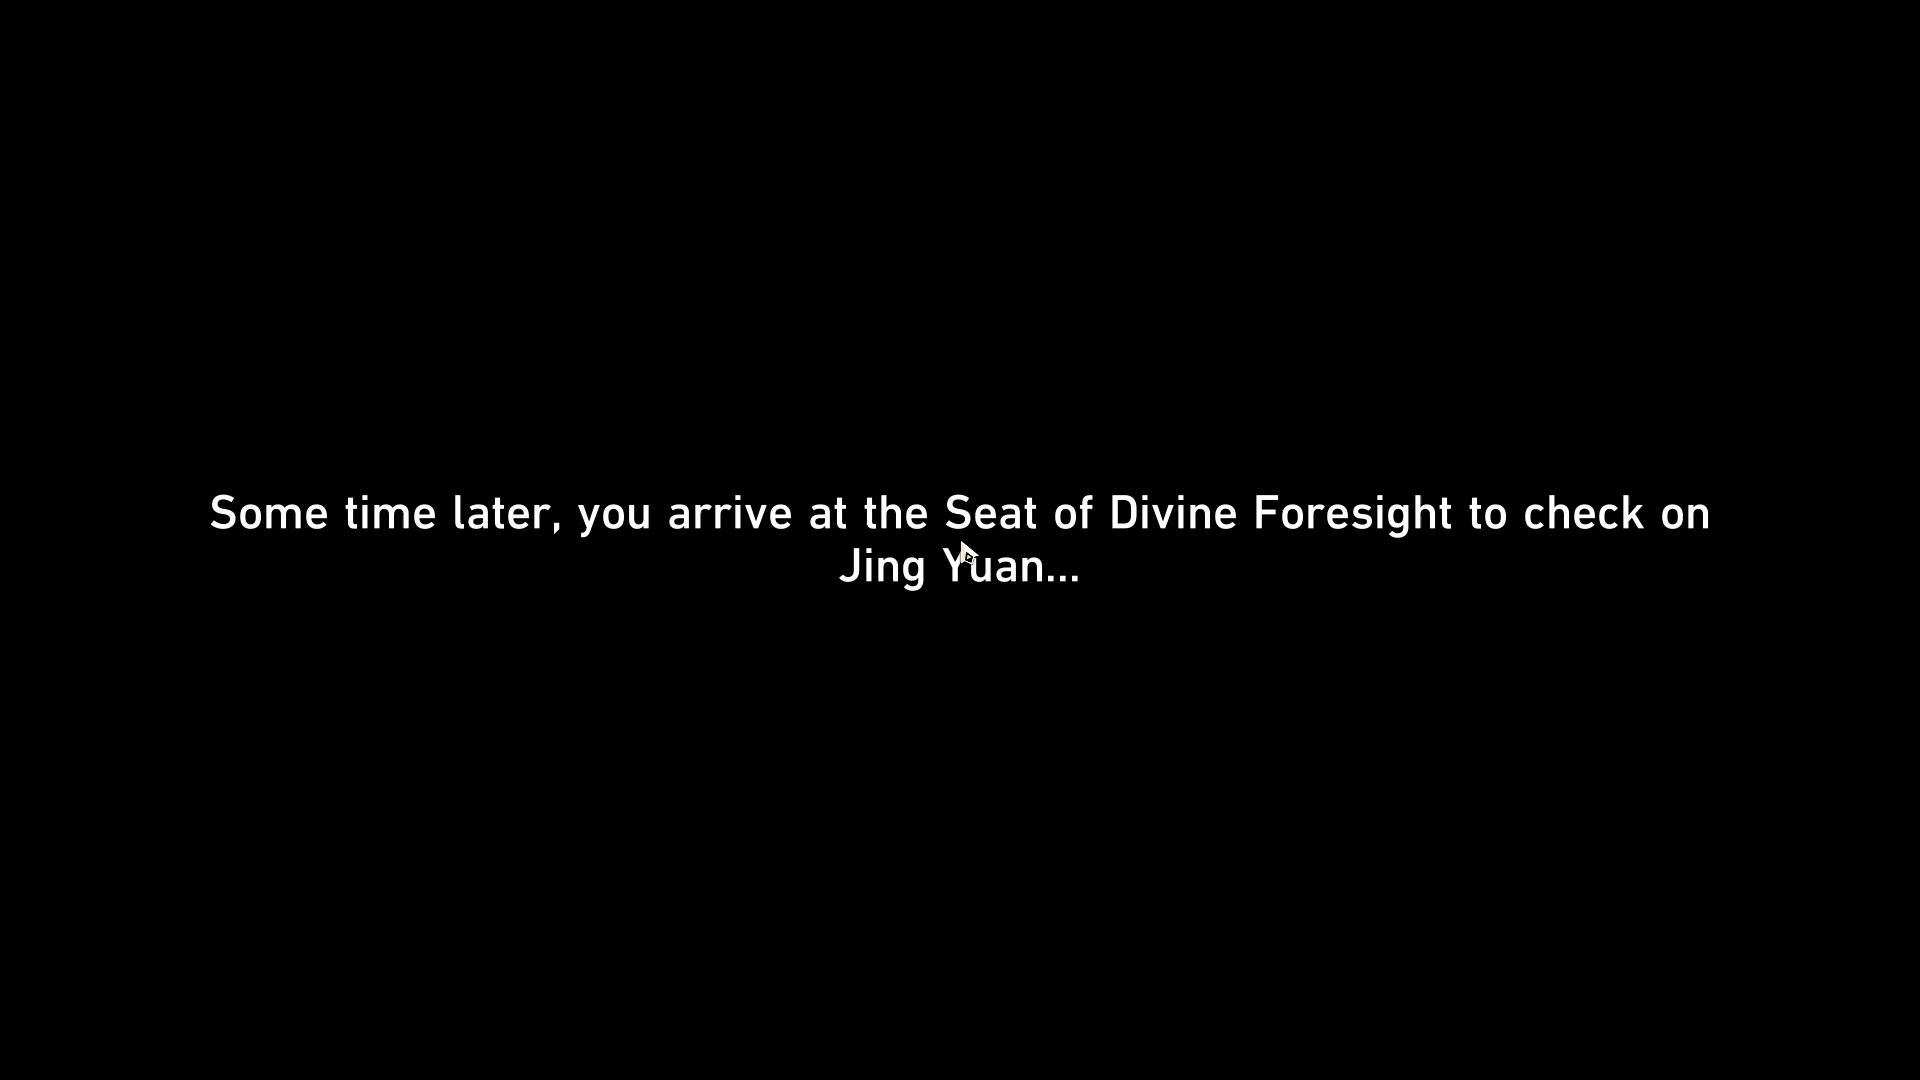 Some time later, you arrive at the Seat of Divine Foresight to check on
Jing Yuan...